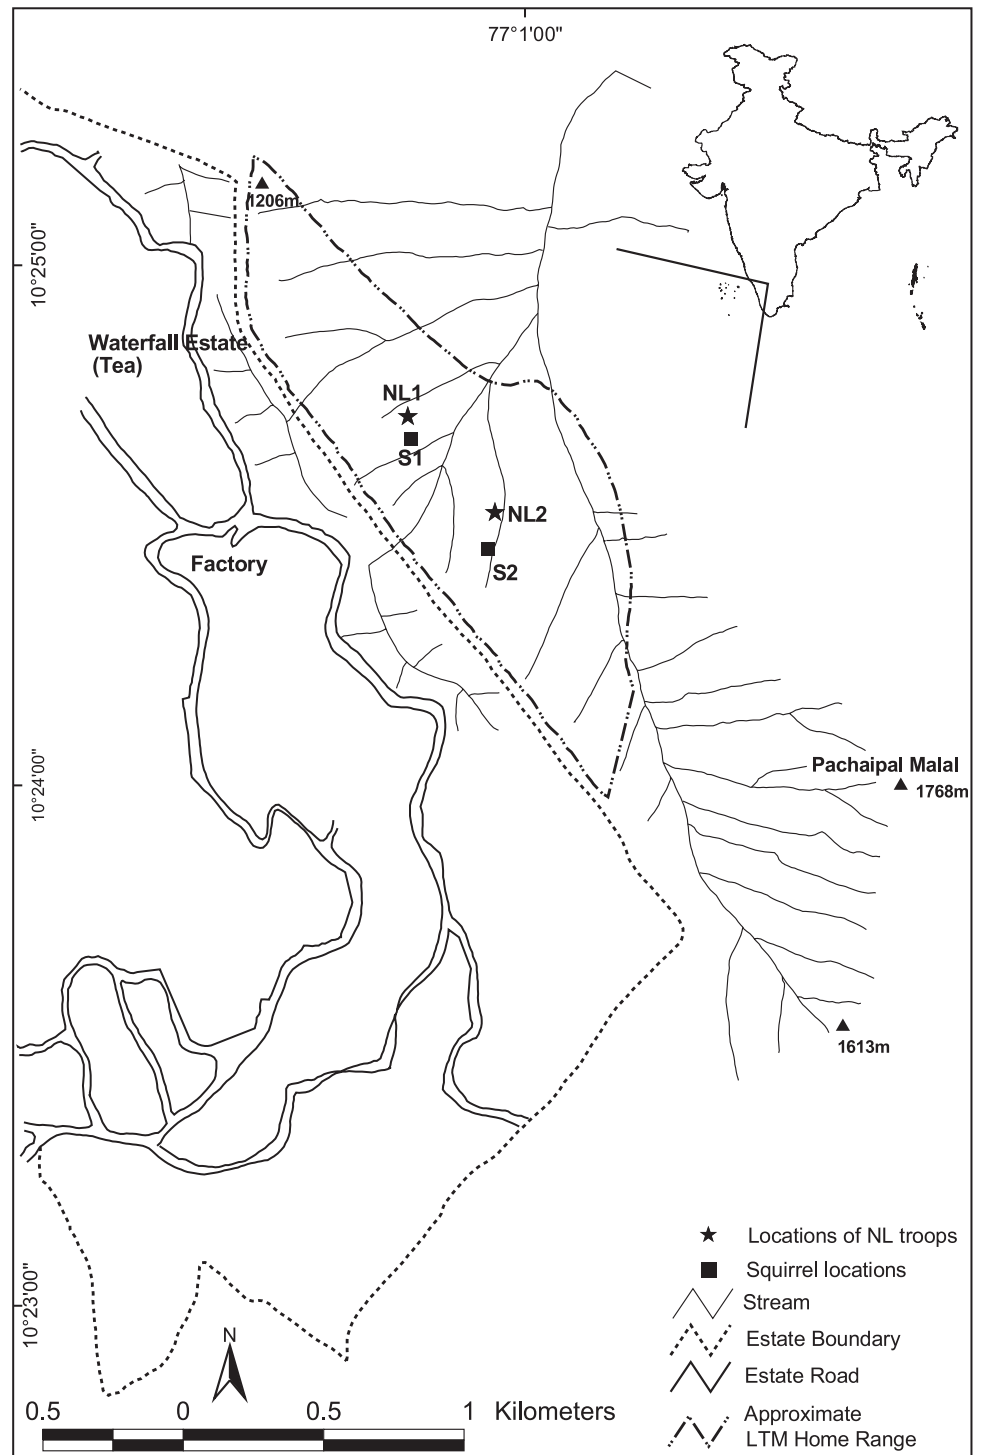 77°1'00"
1206m
10°25'00"
Waterfall Estate
(Tea)
NL1
S1
NL2
S2
Factory
Pachaipal Malal
1768m
10°24'00"
1613m
10°23'00"
Locations of NL troops
Squirrel locations
Stream
Estate Boundary
Estate Road
Approximate
LTM Home Range
N
0.5 0 0.5 1 Kilometers